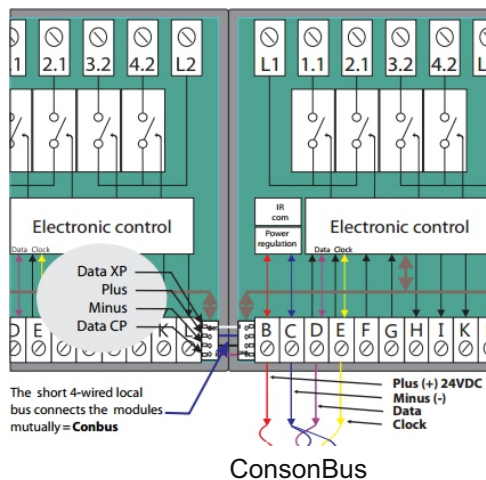 .1 2.1 3.2 4.2 L2 L1 1.1 2.1 3.2 4.2 L
IR
com
Power
regulation
Electronic control Electronic control
Data Clock Data Clock
Data XP
Plus
Minus
Data CP
D E K L B C D E F G H I K
The short 4-wired local
bus connects the modules
mutually = Conbus
Plus (+) 24VDC
Minus (-)
Data
Clock
ConsonBus